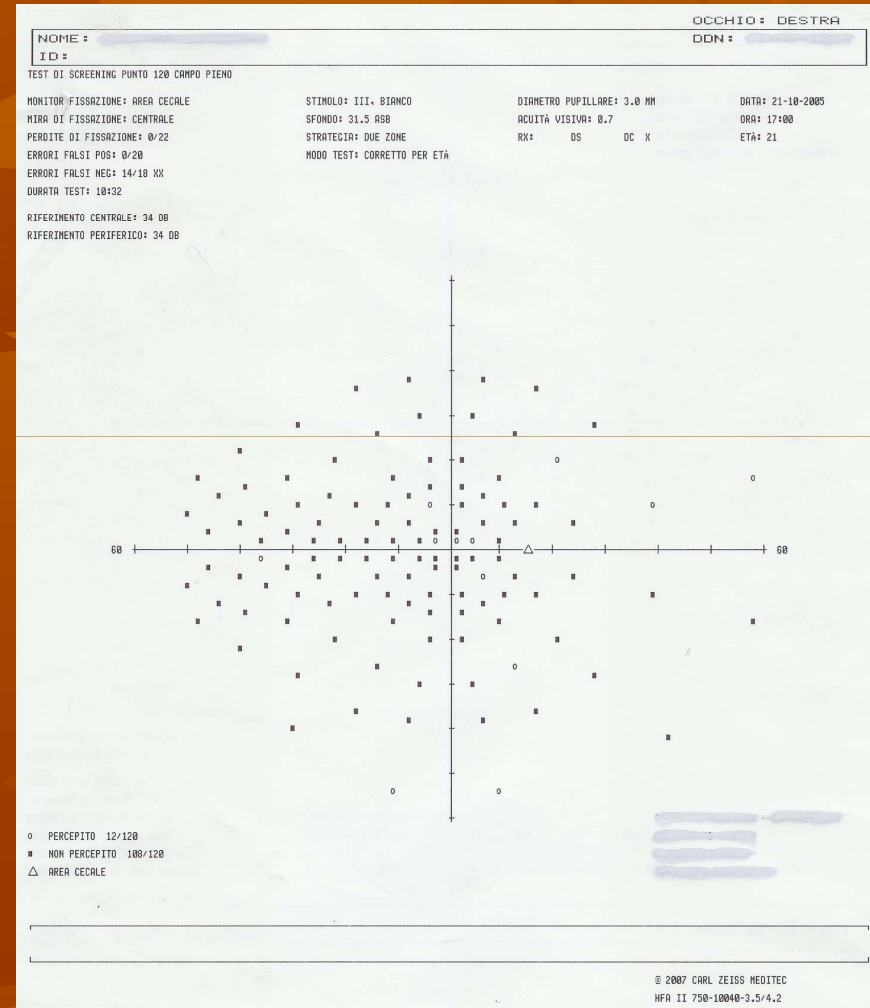 OCCHIO: DESTRA
NOME:
DDN:
ID:
TEST DI SCREENING PUNTO 120 CAMPO PIENO
MONITOR FISSAZIONE: AREA CECALE
STIMOLO: III, BIANCO
DIAMETRO PUPILLARE: 3.0 MM
DATA: 21-10-2005
MIRA DI FISSAZIONE: CENTRALE
SFONDO: 31.5 ASB
ACUITÀ VISIVA: 0.7
ORA: 17:00
PERDITE DI FISSAZIONE: 0/22
STRATEGIA: DUE ZONE
RX: DS DC X
ETÀ: 21
ERRORI FALSI POS: 0/20
MODO TEST: CORRETTO PER ETÀ
ERRORI FALSI NEG: 14/18 XX
DURATA TEST: 10:32
RIFERIMENTO CENTRALE: 34 DB
RIFERIMENTO PERIFERICO: 34 DB
60
60
PERCEPITO 12/120
NON PERCEPITO 108/120
AREA CECALE
© 2007 CARL ZEISS MEDITEC
HFA II 750-10040-3.5/4.2